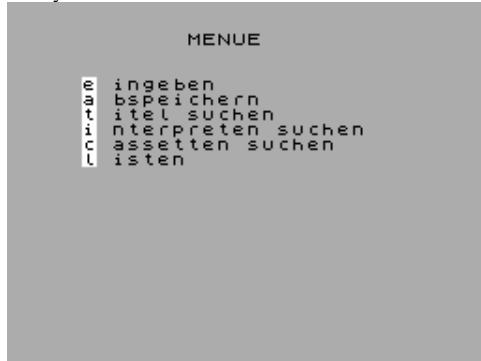 MENUE
e ingeben
a bspeichern
t itel suchen
i nterpreten suchen
c assetten suchen
l isten